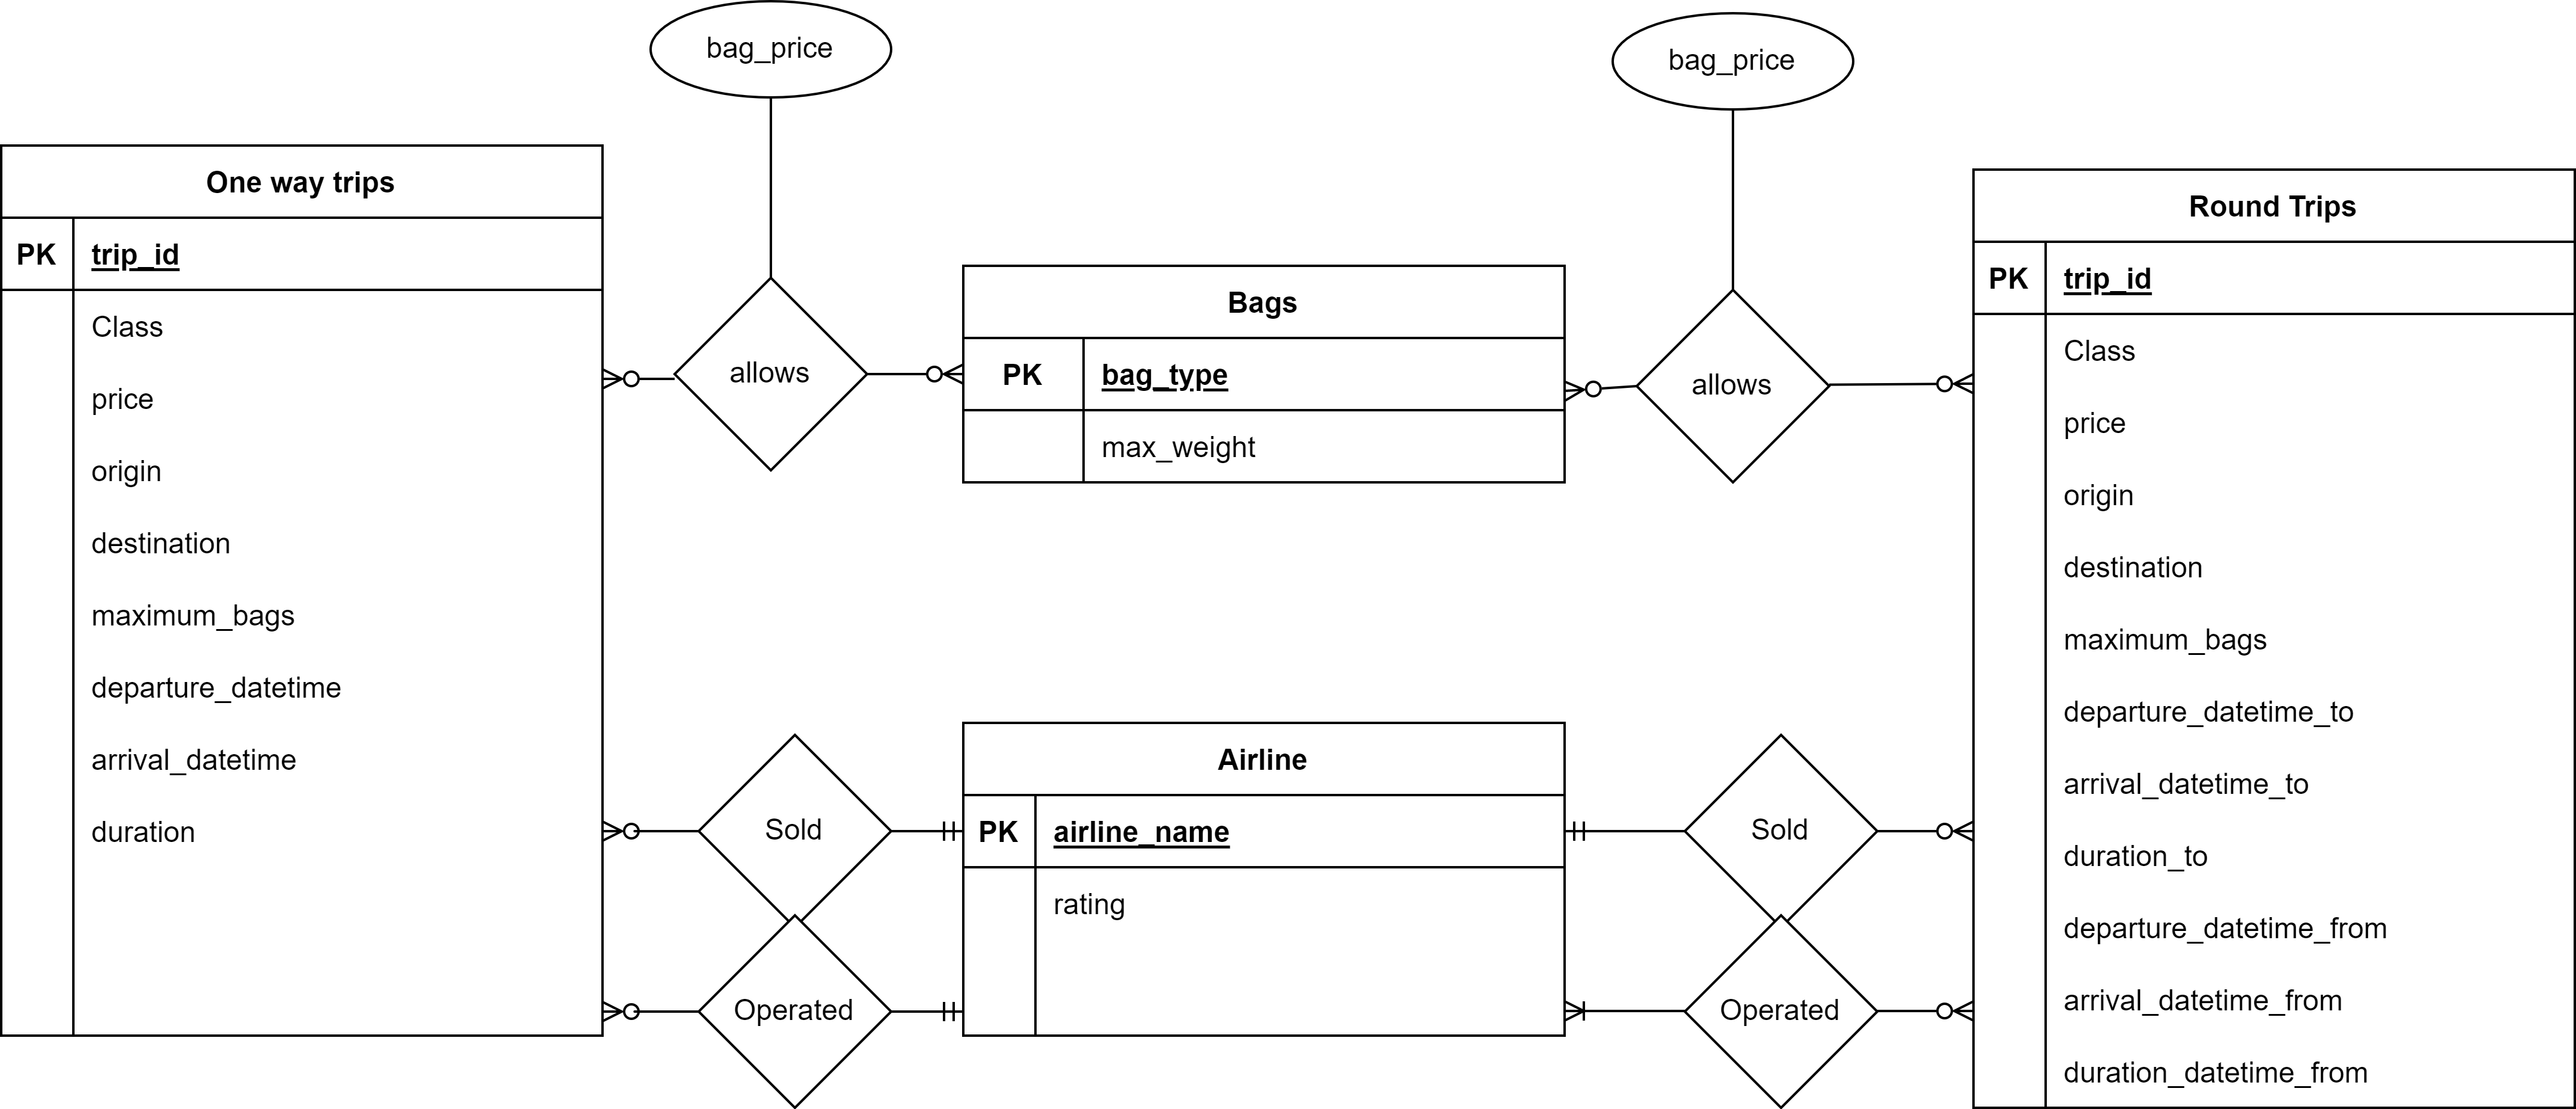 bag_price
bag_price
One way trips
PK trip_id
Class
price
origin
destination
maximum_bags
departure_datetime
arrival_datetime
duration
allows
Bags
PK bag_type
max_weight
allows
Sold
Operated
Airline
PK airline_name
rating
Sold
Operated
Round Trips
PK trip_id
Class
price
origin
destination
maximum_bags
departure_datetime_to
arrival_datetime_to
duration_to
departure_datetime_from
arrival_datetime_from
duration_datetime_from